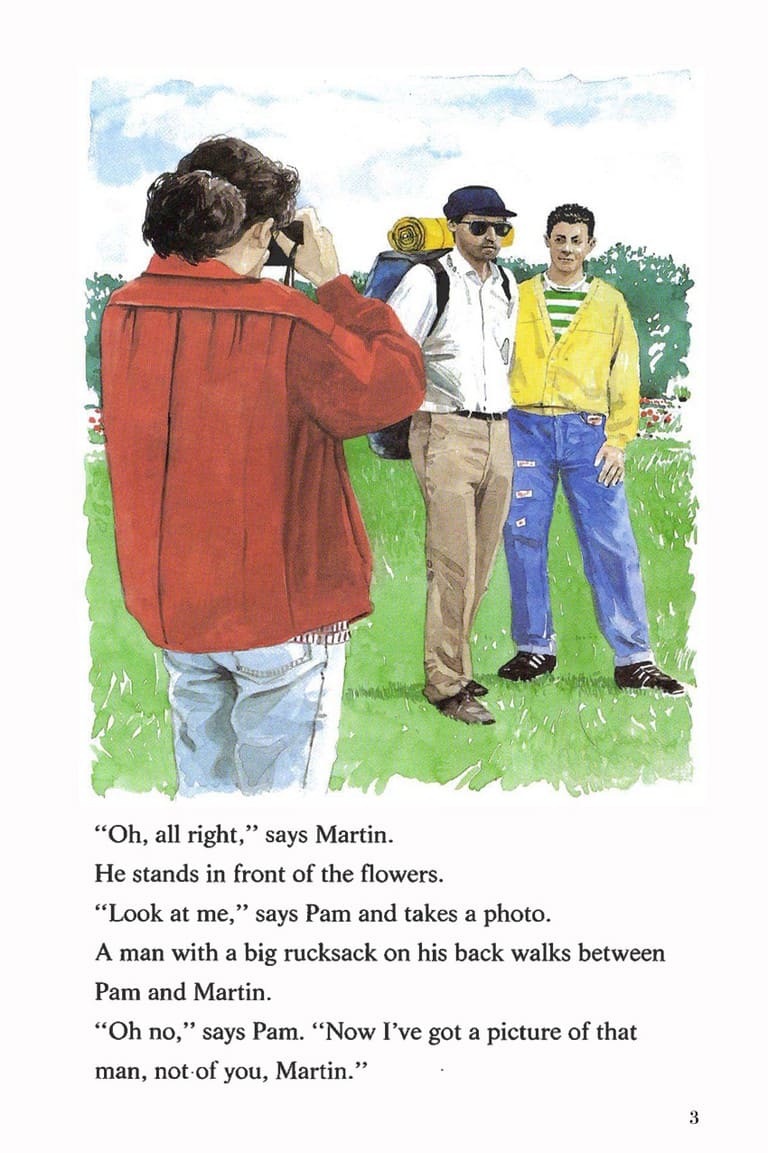 “Oh, all right,” says Martin.
He stands in front of the flowers.
“Look at me,” says Pam and takes a photo.
A man with a big rucksack on his back walks between
Pam and Martin.
“Oh no,” says Pam. “Now I’ve got a picture of that
man, not of you, Martin.”
3